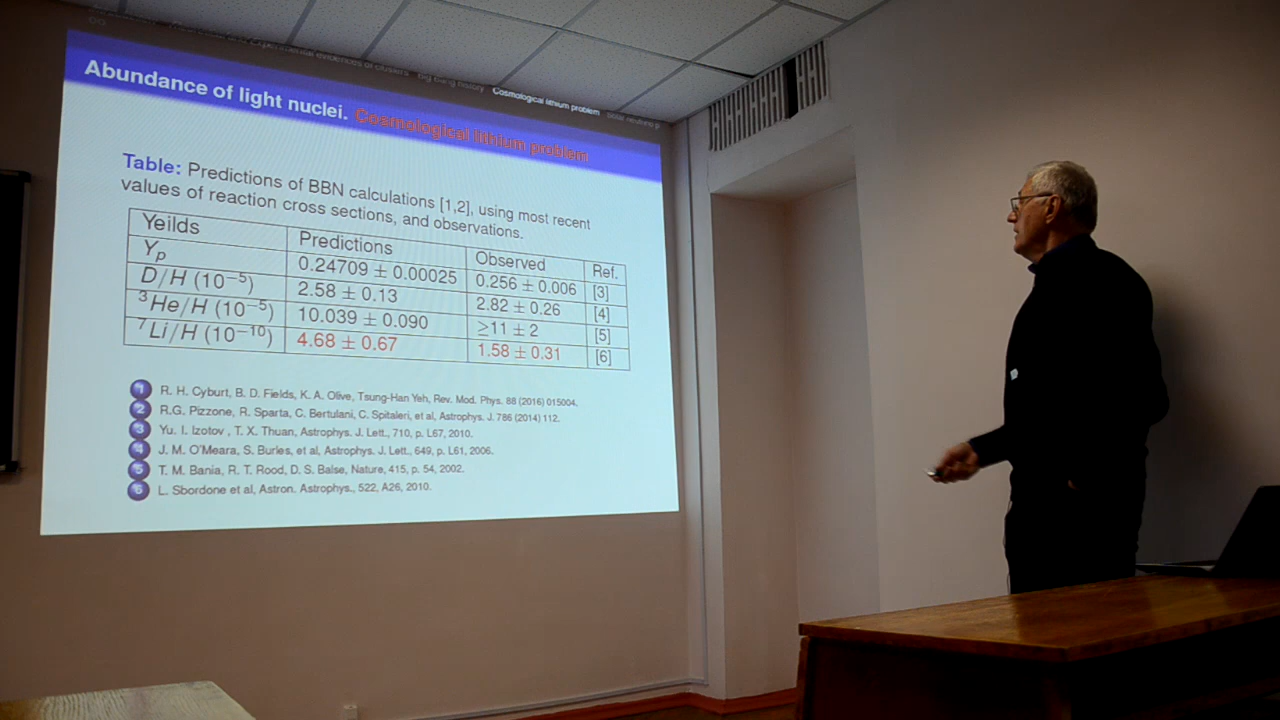 experimental evidences of clusters Big Bang history Cosmological lithium problem
Abundance of light nuclei. Cosmological lithium problem
Table: Predictions of BBN calculations [1,2], using most recent
values of reaction cross sections, and observations.
Yeilds Predictions Observed Ref.
Yp 0.24709 ± 0.00025 0.256 ± 0.006 [3]
D/H (10⁻⁵) 2.58 ± 0.13 2.82 ± 0.26 [4]
³He/H (10⁻⁵) 10.039 ± 0.090 ≥11 ± 2 [5]
⁷Li/H (10⁻¹⁰) 4.68 ± 0.67 1.58 ± 0.31 [6]
1 R. H. Cyburt, B. D. Fields, K. A. Olive, Tsung-Han Yeh, Rev. Mod. Phys. 88 (2016) 015004.
2 R.G. Pizzone, R. Sparta, C. Bertulani, C. Spitaleri, et al, Astrophys. J. 786 (2014) 112.
3 Yu. I. Izotov , T. X. Thuan, Astrophys. J. Lett., 710, p. L67, 2010.
4 J. M. O'Meara, S. Burles, et al, Astrophys. J. Lett., 649, p. L61, 2006.
5 T. M. Bania, R. T. Rood, D. S. Balse, Nature, 415, p. 54, 2002.
6 L. Sbordone et al, Astron. Astrophys., 522, A26, 2010.